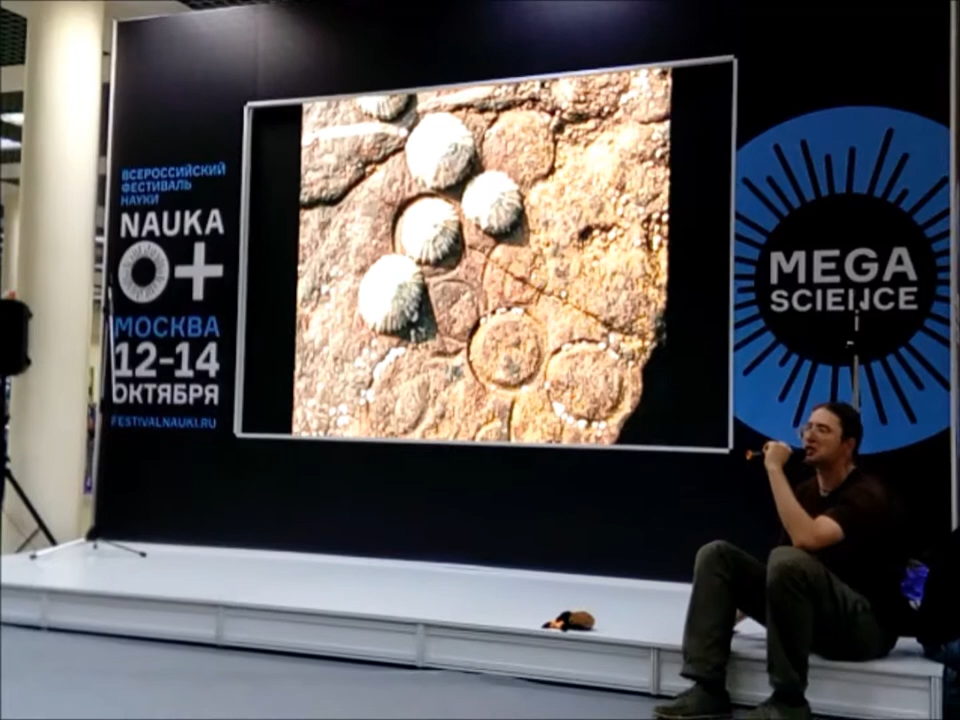 ВСЕРОССИЙСКИЙ
ФЕСТИВАЛЬ
НАУКИ
NAUKA
0+
МОСКВА
12–14
ОКТЯБРЯ
FESTIVALNAUKI.RU
MEGA
SCIENCE